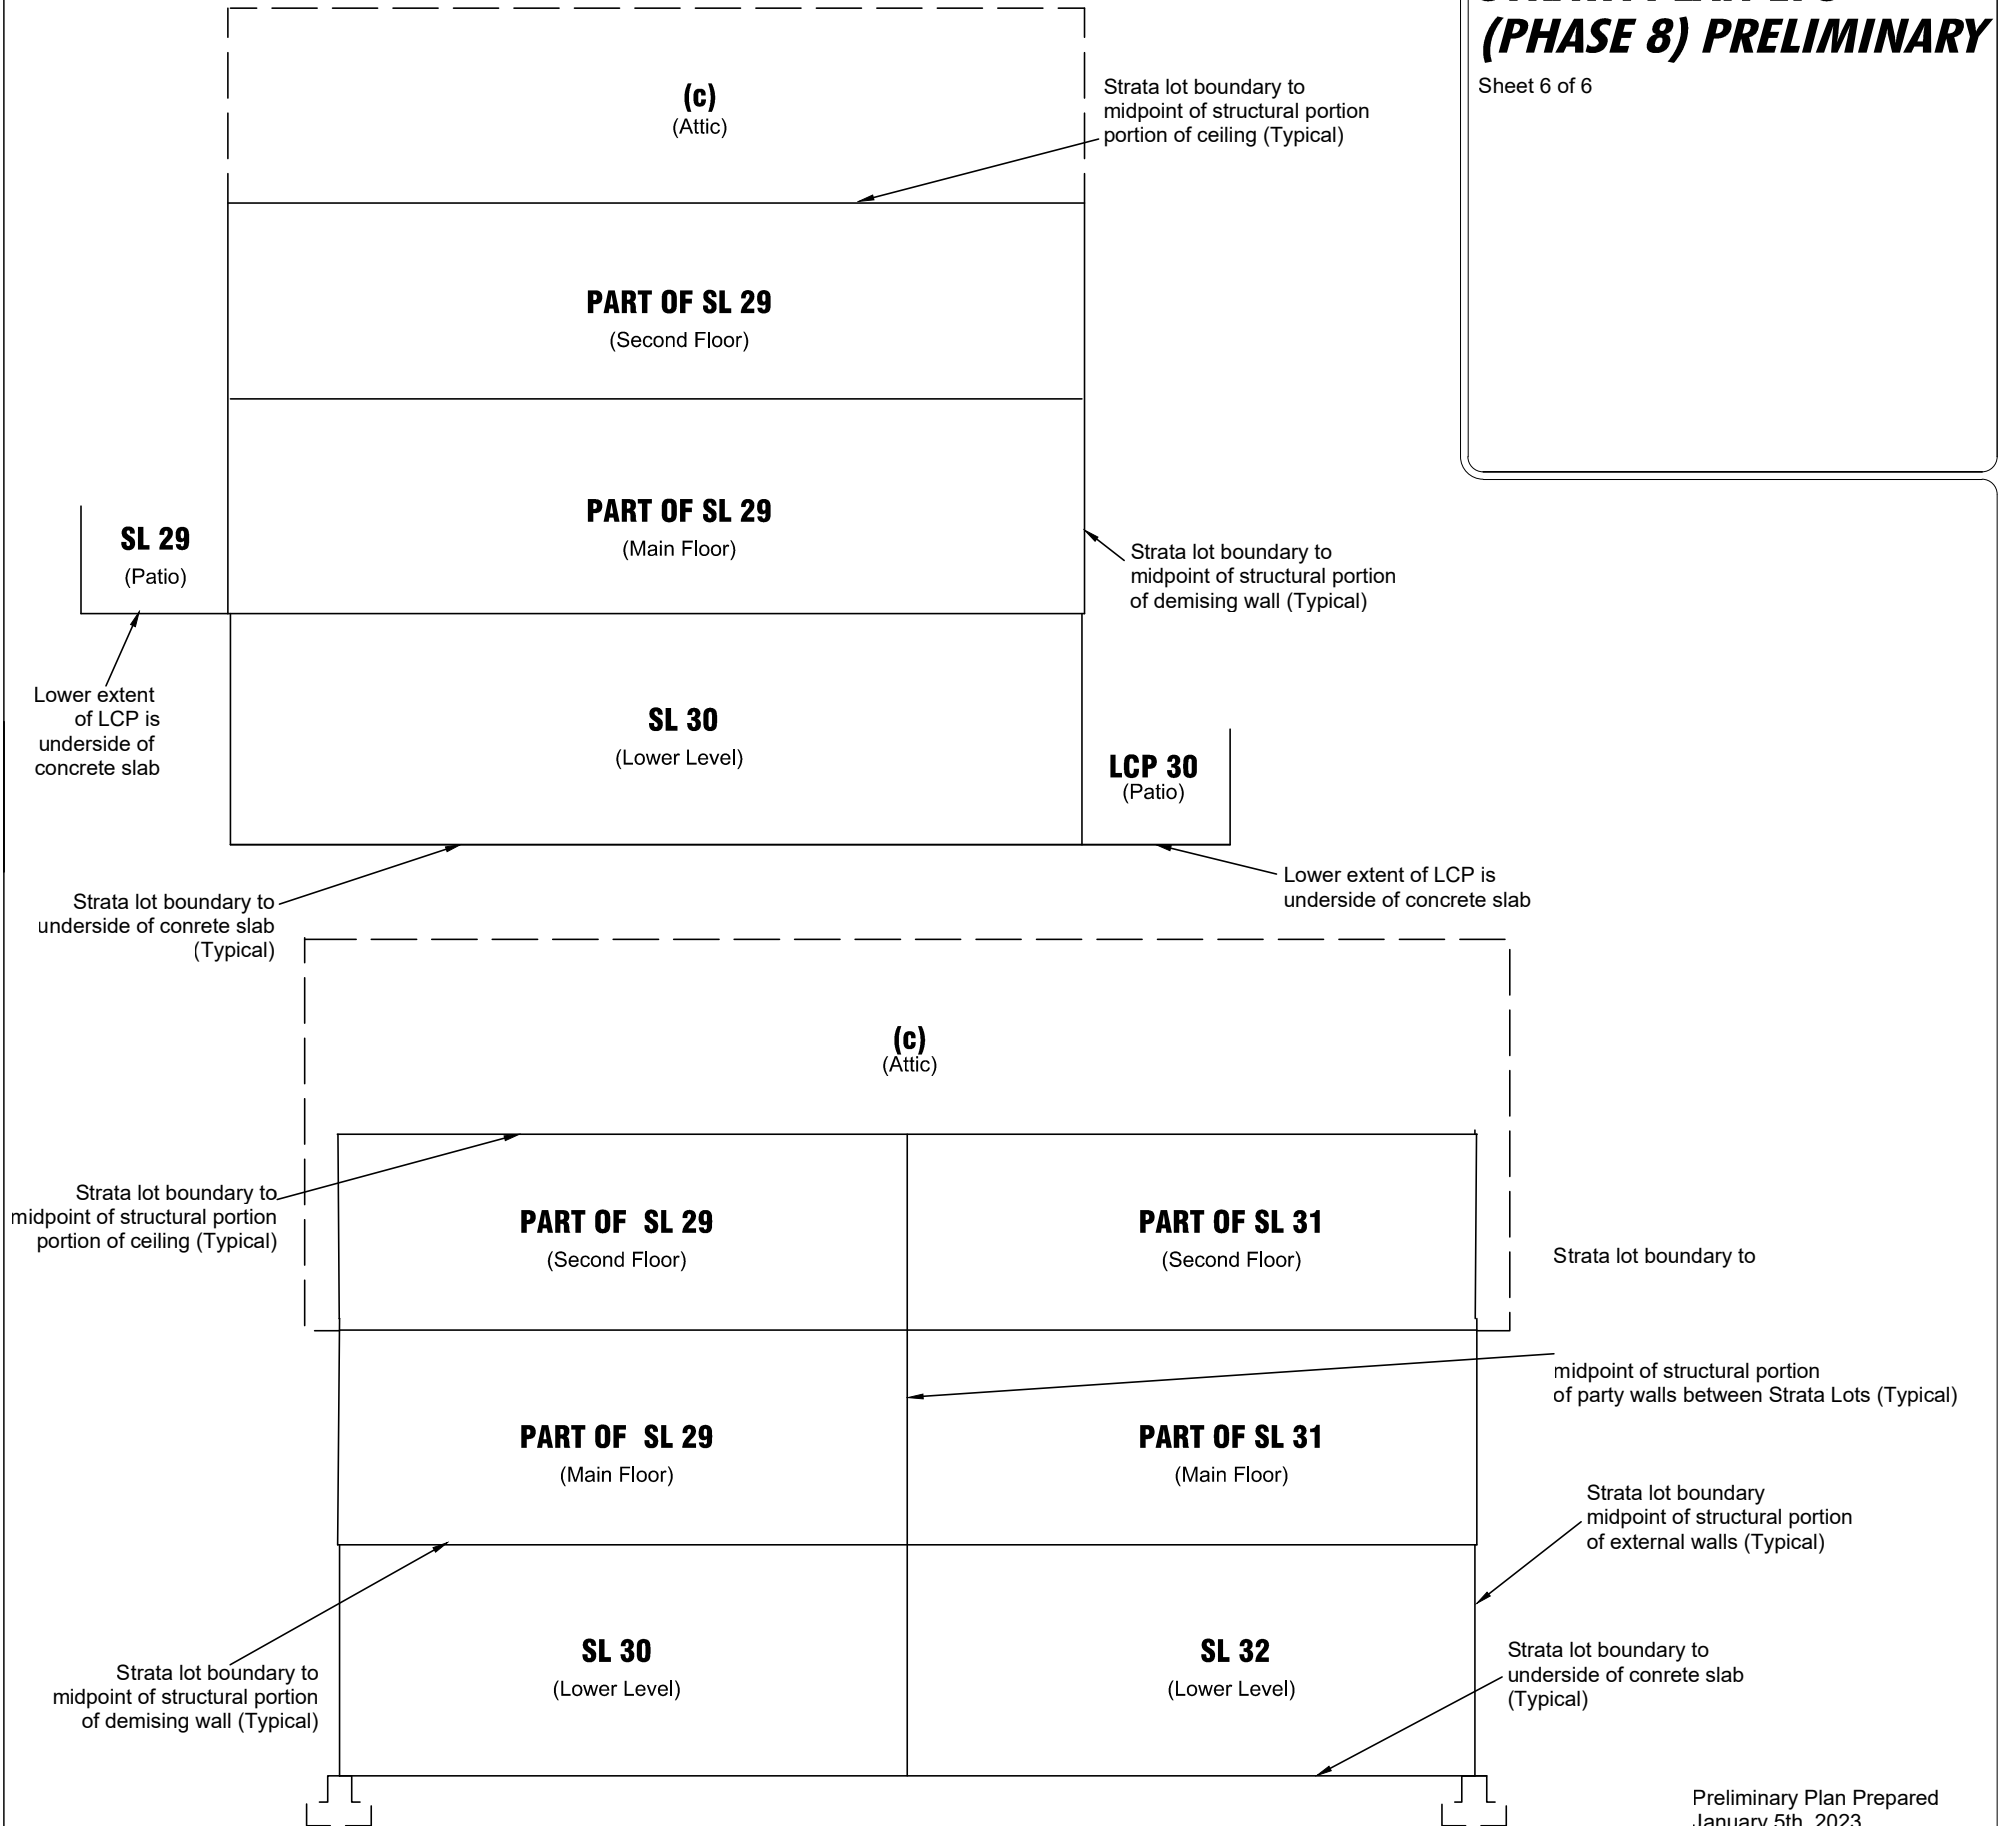 (PHASE 8) PRELIMINARY
Sheet 6 of 6
(c)
(Attic)
Strata lot boundary to
midpoint of structural portion
portion of ceiling (Typical)
PART OF SL 29
(Second Floor)
PART OF SL 29
(Main Floor)
SL 29
(Patio)
Strata lot boundary to
midpoint of structural portion
of demising wall (Typical)
Lower extent
of LCP is
underside of
concrete slab
SL 30
(Lower Level)
LCP 30
(Patio)
Strata lot boundary to
underside of conrete slab
(Typical)
Lower extent of LCP is
underside of concrete slab
(c)
(Attic)
Strata lot boundary to
midpoint of structural portion
portion of ceiling (Typical)
PART OF SL 29
(Second Floor)
PART OF SL 31
(Second Floor)
Strata lot boundary to
midpoint of structural portion
of party walls between Strata Lots (Typical)
PART OF SL 29
(Main Floor)
PART OF SL 31
(Main Floor)
Strata lot boundary
midpoint of structural portion
of external walls (Typical)
Strata lot boundary to
midpoint of structural portion
of demising wall (Typical)
SL 30
(Lower Level)
SL 32
(Lower Level)
Strata lot boundary to
underside of conrete slab
(Typical)
Preliminary Plan Prepared
January 5th, 2023